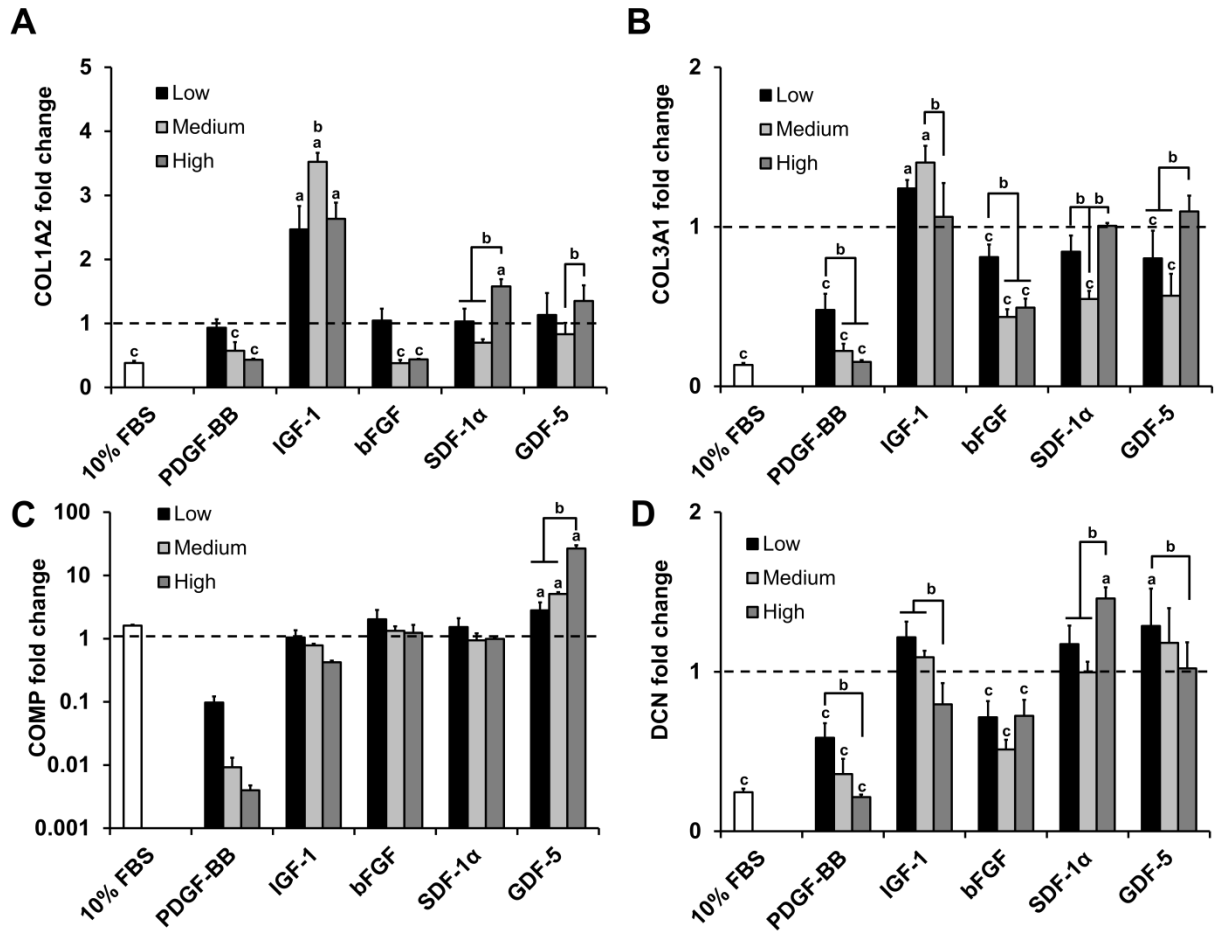 A
COL1A2 fold change
5
4
3
2
1
0
Low
Medium
High
c
c
c
a
b
a
a
c
c
b
a
b
10% FBS
PDGF-BB
IGF-1
bFGF
SDF-1α
GDF-5
B
COL3A1 fold change
2
1
0
Low
Medium
High
c
b
c
c
c
b
a
a
b
c
c
c
b
b
c
b
c
c
10% FBS
PDGF-BB
IGF-1
bFGF
SDF-1α
GDF-5
C
COMP fold change
100
10
1
0.1
0.01
0.001
Low
Medium
High
b
a
a
a
10% FBS
PDGF-BB
IGF-1
bFGF
SDF-1α
GDF-5
D
DCN fold change
2
1
0
Low
Medium
High
c
b
c
c
c
b
c
c
c
b
a
b
a
10% FBS
PDGF-BB
IGF-1
bFGF
SDF-1α
GDF-5